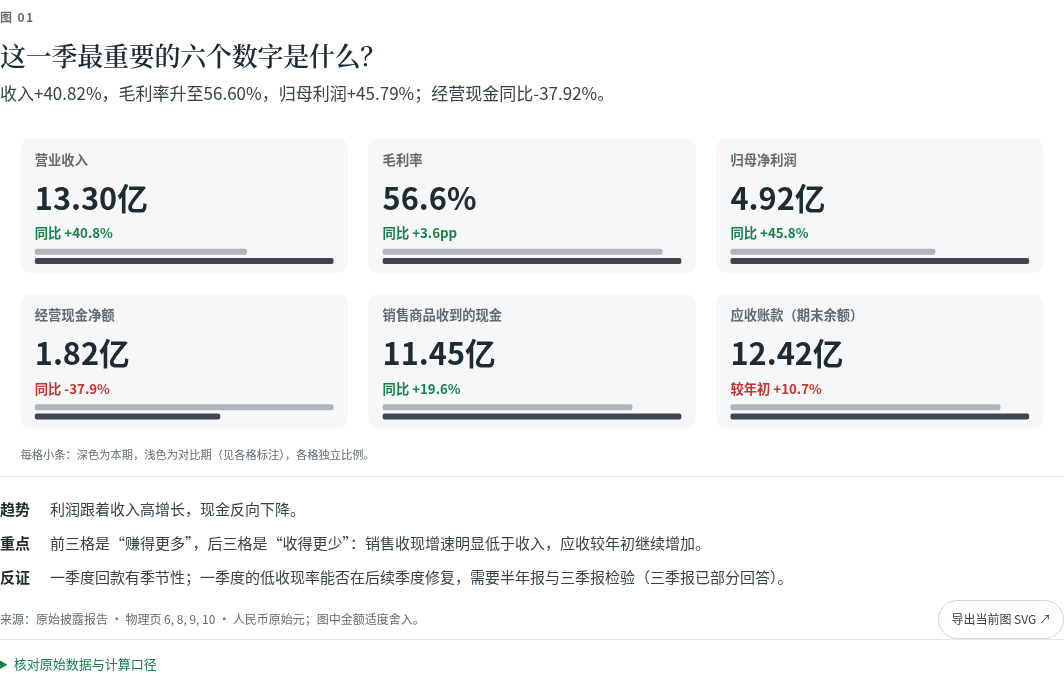 图 01
这一季最重要的六个数字是什么？
收入+40.82%，毛利率升至56.60%，归母利润+45.79%；经营现金同比-37.92%。
营业收入
13.30亿
同比 +40.8%
毛利率
56.6%
同比 +3.6pp
归母净利润
4.92亿
同比 +45.8%
经营现金净额
1.82亿
同比 -37.9%
销售商品收到的现金
11.45亿
同比 +19.6%
应收账款（期末余额）
12.42亿
较年初 +10.7%
每格小条：深色为本期，浅色为对比期（见各格标注），各格独立比例。
趋势 利润跟着收入高增长，现金反向下降。
重点 前三格是“赚得更多”，后三格是“收得更少”：销售收现增速明显低于收入，应收较年初继续增加。
反证 一季度回款有季节性；一季度的低收现率能否在后续季度修复，需要半年报与三季报检验（三季报已部分回答）。
来源：原始披露报告 · 物理页 6, 8, 9, 10 · 人民币原始元；图中金额适度舍入。
导出当前图 SVG ↗
▶ 核对原始数据与计算口径